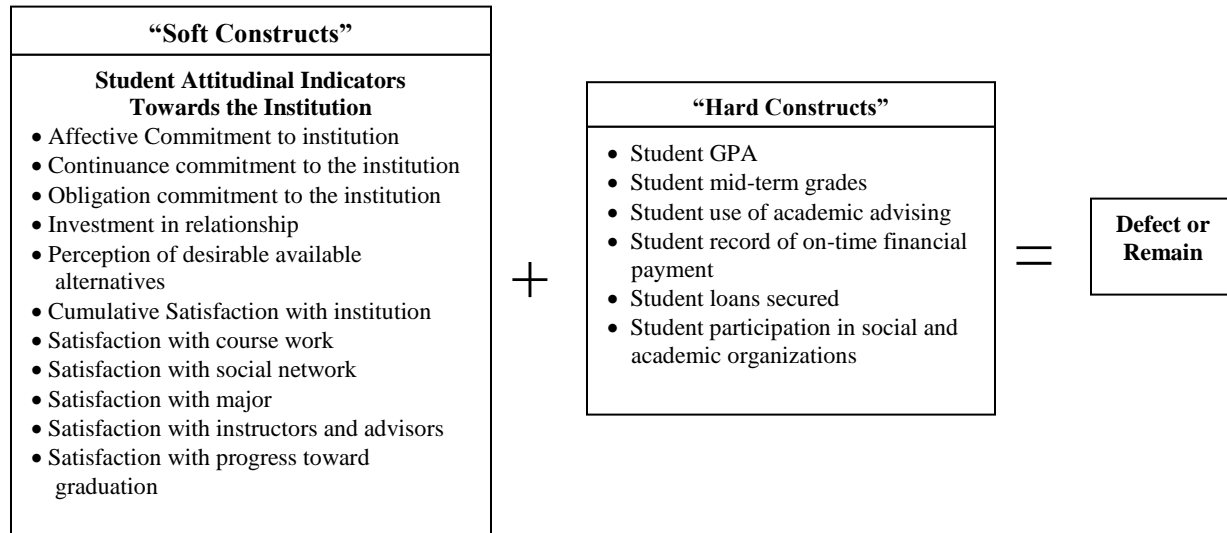 “Soft Constructs”
Student Attitudinal Indicators
Towards the Institution
• Affective Commitment to institution
• Continuance commitment to the institution
• Obligation commitment to the institution
• Investment in relationship
• Perception of desirable available
alternatives
• Cumulative Satisfaction with institution
• Satisfaction with course work
• Satisfaction with social network
• Satisfaction with major
• Satisfaction with instructors and advisors
• Satisfaction with progress toward
graduation
+
“Hard Constructs”
• Student GPA
• Student mid-term grades
• Student use of academic advising
• Student record of on-time financial
payment
• Student loans secured
• Student participation in social and
academic organizations
=
Defect or
Remain